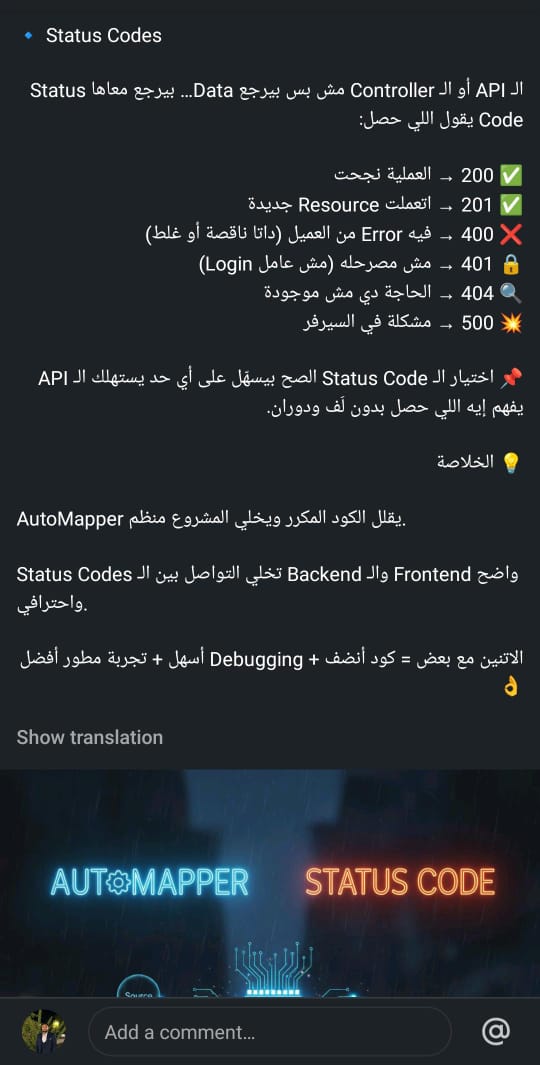 🔹 Status Codes
الـ API أو الـ Controller مش بس بيرجع Data… بيرجع معاها Status
Code يقول اللي حصل:
✅ 200 → العملية نجحت
✅ 201 → اتعملت Resource جديدة
❌ 400 → فيه Error من العميل (داتا ناقصة أو غلط)
🔒 401 → مش مصرحله (مش عامل Login)
🔍 404 → الحاجة دي مش موجودة
💥 500 → مشكلة في السيرفر
📌 اختيار الـ Status Code الصح بيسهّل على أي حد يستهلك الـ API
يفهم إيه اللي حصل بدون لَف ودوران.
💡 الخلاصة
AutoMapper يقلل الكود المكرر ويخلي المشروع منظم.
Status Codes تخلي التواصل بين الـ Backend والـ Frontend واضح
واحترافي.
الاتنين مع بعض = كود أنضف + Debugging أسهل + تجربة مطور أفضل
👌
Show translation
AUTOMAPPER
STATUS CODE
Source
Add a comment…
@